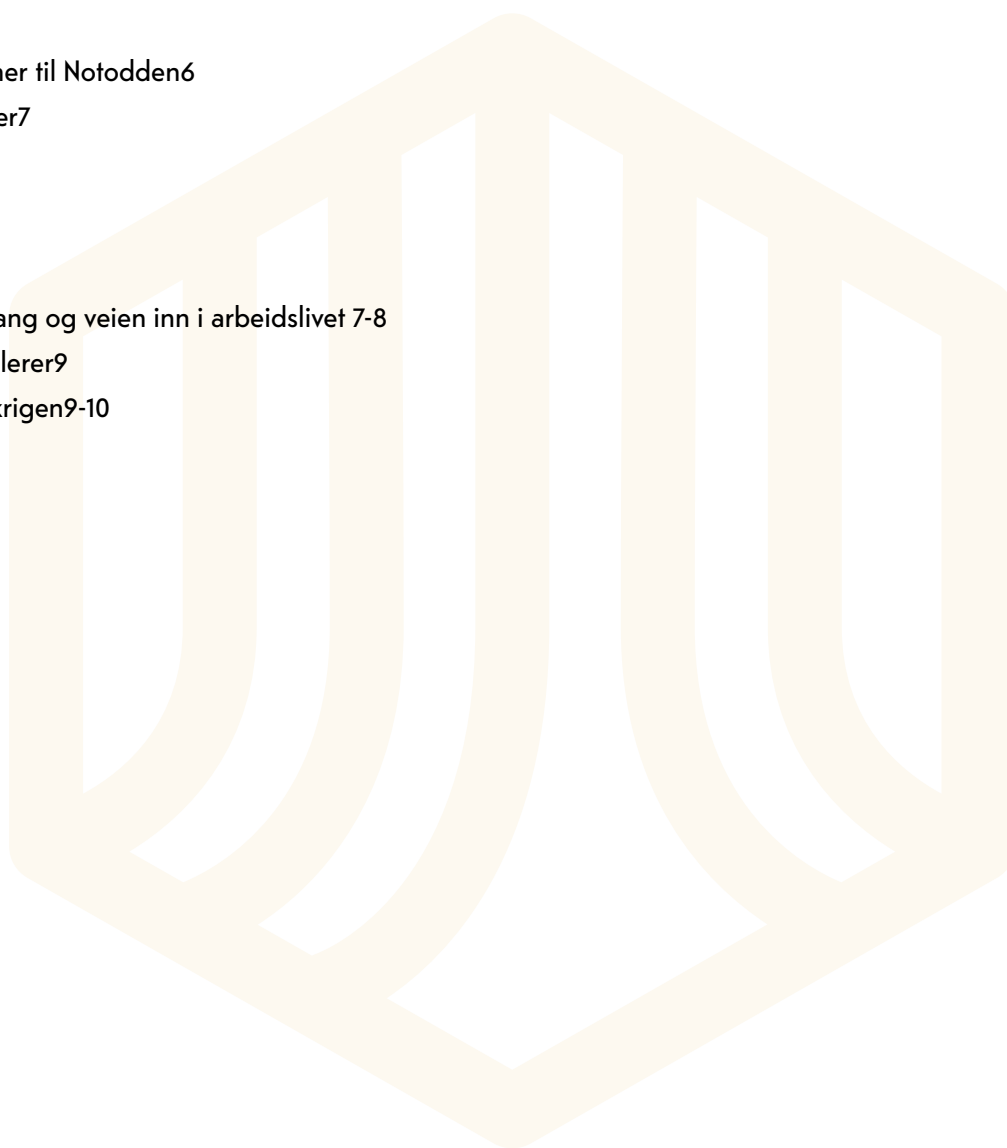 ner til Notodden6
er7
ang og veien inn i arbeidslivet 7-8
lerer9
krigen9-10